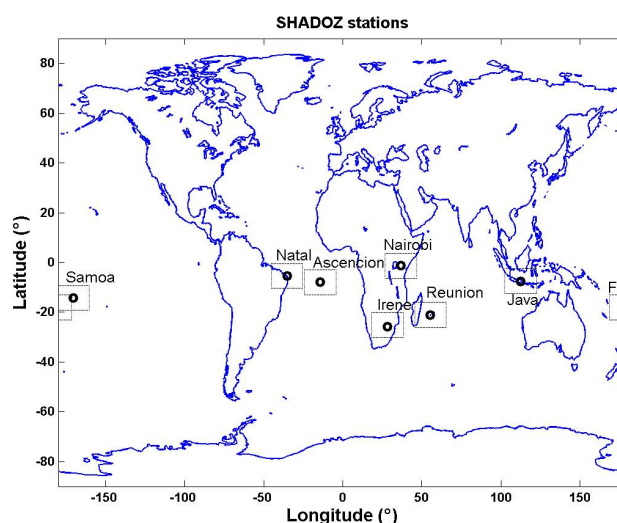 SHADOZ stations
80
60
40
20
0
-20
-40
-60
-80
Latitude (°)
Samoa
Natal
Ascencion
Nairobi
Irene
Reunion
Java
F
-150
-100
-50
0
50
100
150
Longitude (°)